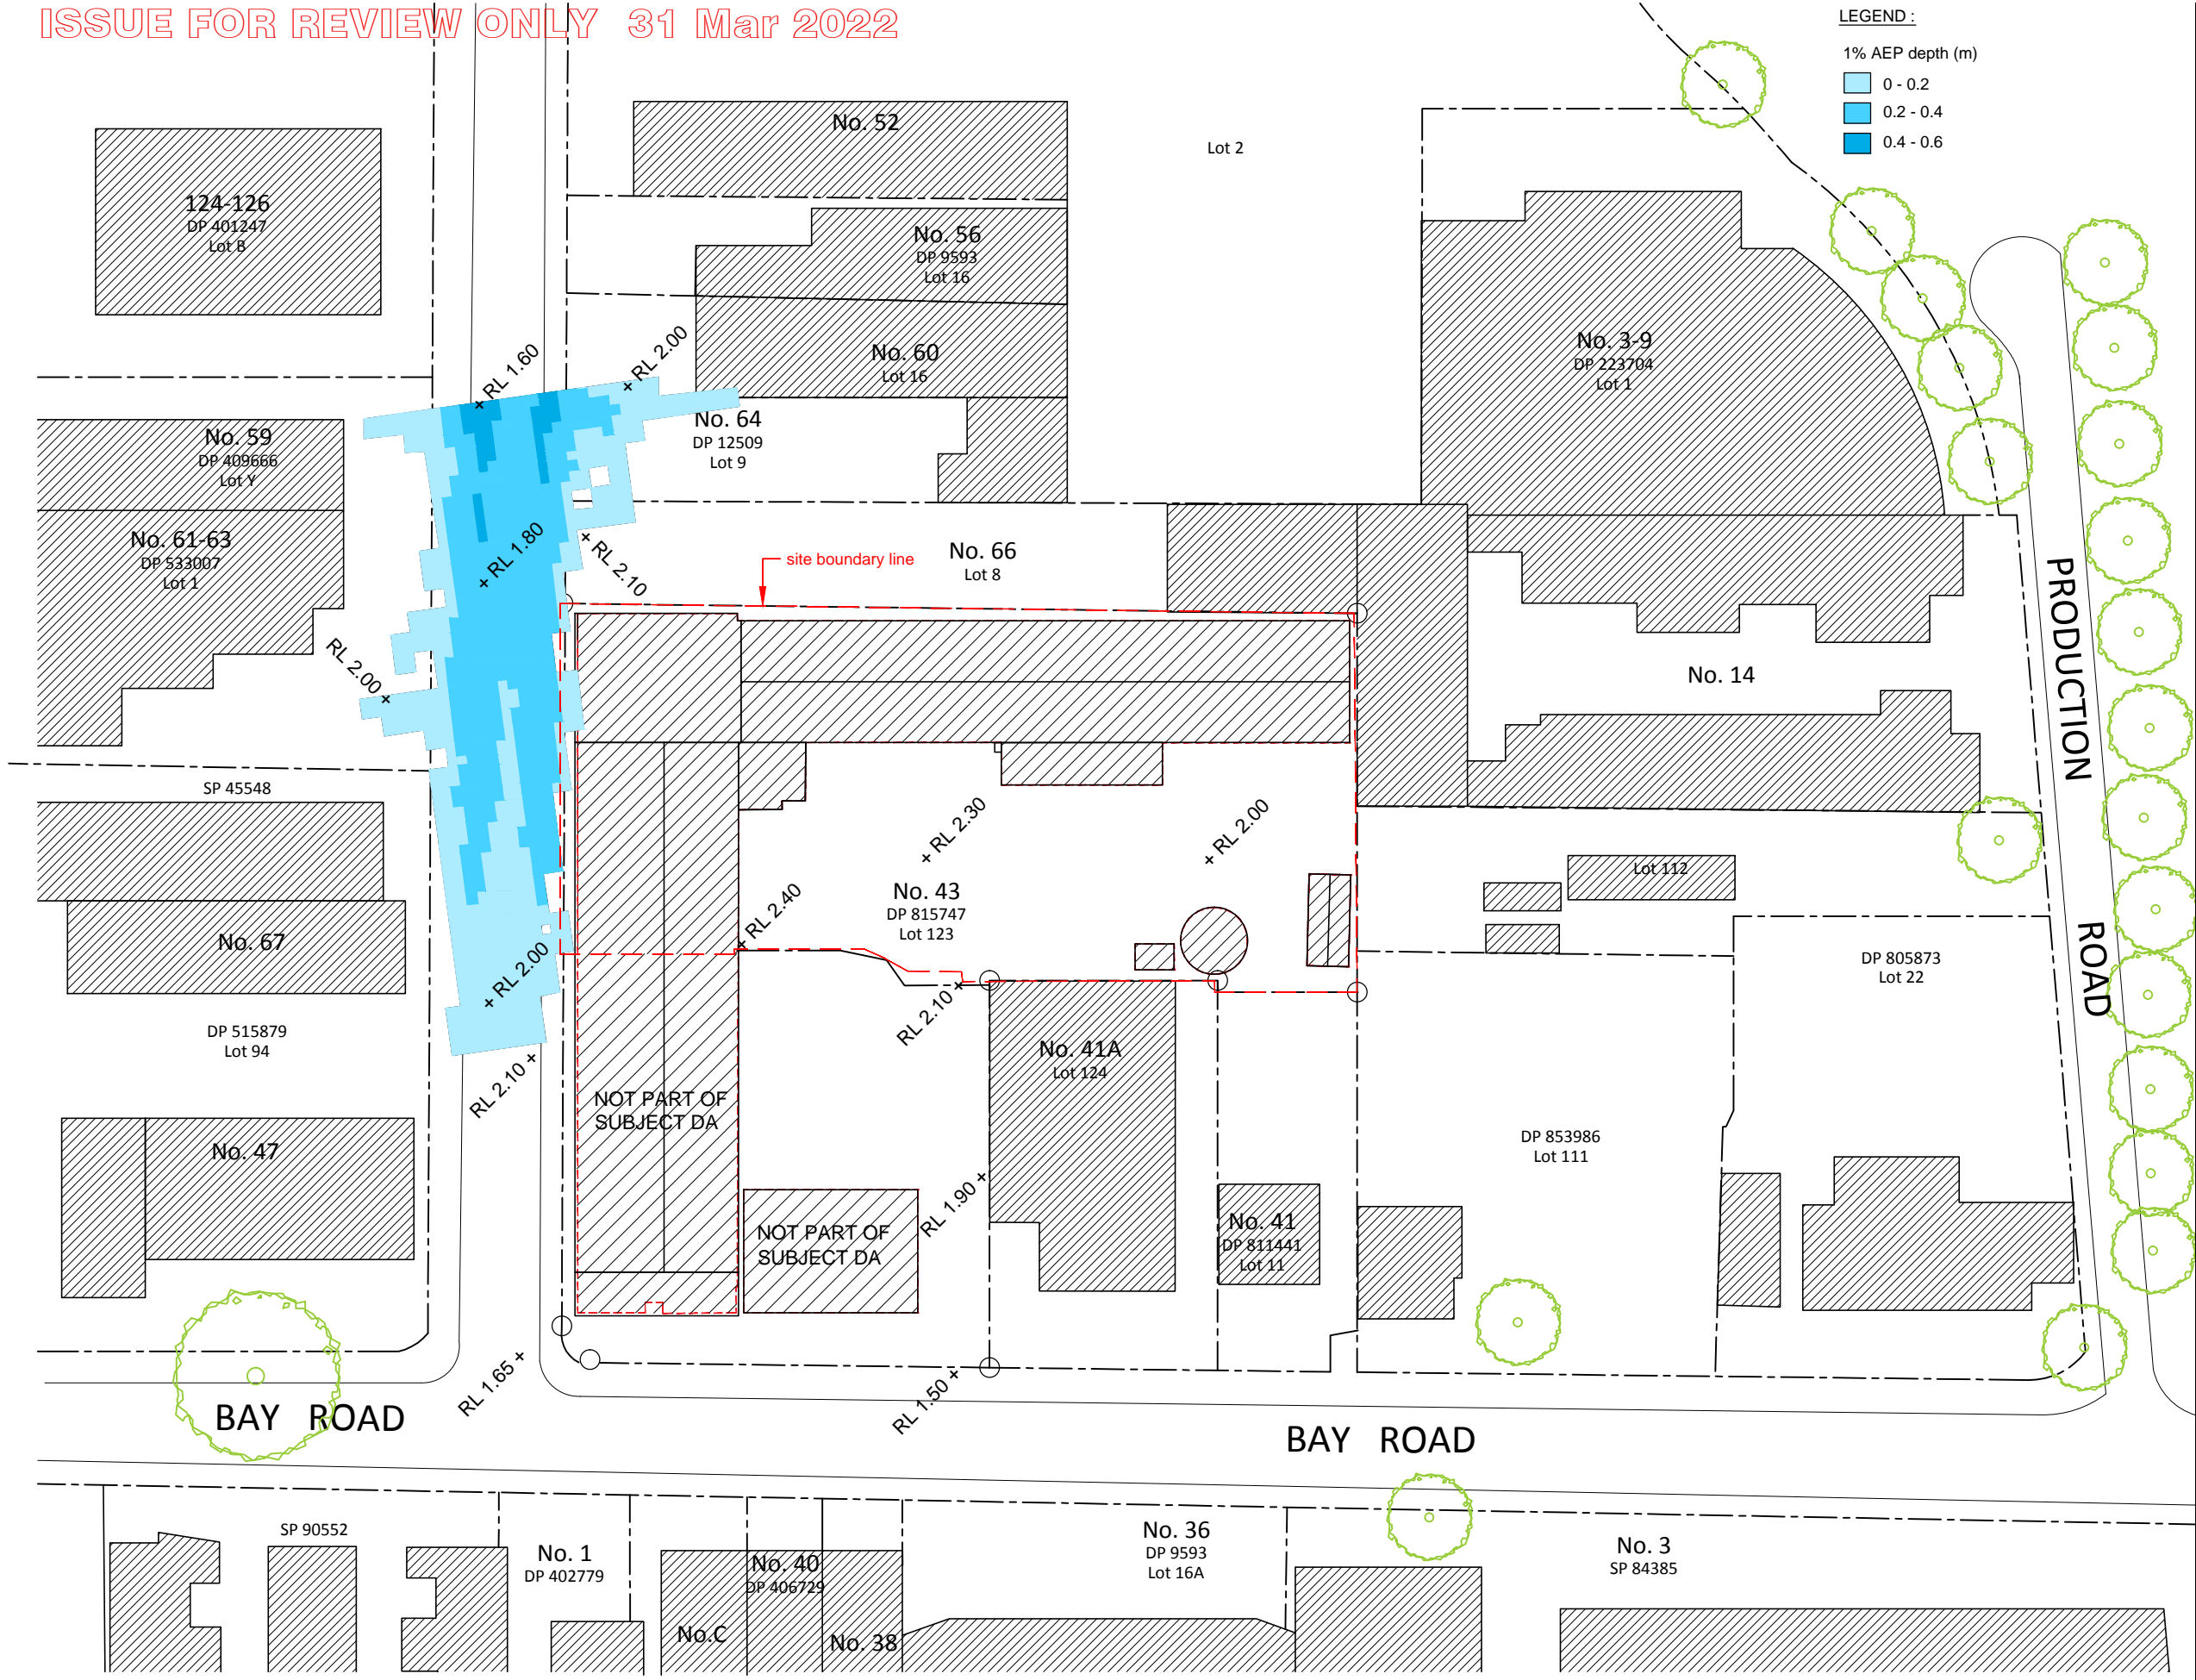 ISSUE FOR REVIEW ONLY 31 Mar 2022
LEGEND :
1% AEP depth (m)
0 - 0.2
0.2 - 0.4
0.4 - 0.6
No. 52
Lot 2
124-126
DP 401247
Lot B
No. 56
DP 9593
Lot 16
No. 60
Lot 16
No. 3-9
DP 223704
Lot 1
+ RL 1.60
+ RL 2.00
No. 64
DP 12509
Lot 9
No. 59
DP 409666
Lot Y
No. 61-63
DP 533007
Lot 1
+ RL 1.80
+ RL 2.10
site boundary line
No. 66
Lot 8
RL 2.00 +
No. 14
PRODUCTION ROAD
SP 45548
+ RL 2.30
+ RL 2.00
No. 43
DP 815747
Lot 123
Lot 112
+ RL 2.40
No. 67
+ RL 2.00
DP 805873
Lot 22
DP 515879
Lot 94
RL 2.10 +
RL 2.10 +
No. 41A
Lot 124
NOT PART OF
SUBJECT DA
No. 47
DP 853986
Lot 111
RL 1.90 +
NOT PART OF
SUBJECT DA
No. 41
DP 811441
Lot 11
RL 1.65 +
RL 1.50 +
BAY ROAD
BAY ROAD
SP 90552
No. 1
DP 402779
No. 40
DP 406729
No.C
No. 38
No. 36
DP 9593
Lot 16A
No. 3
SP 84385